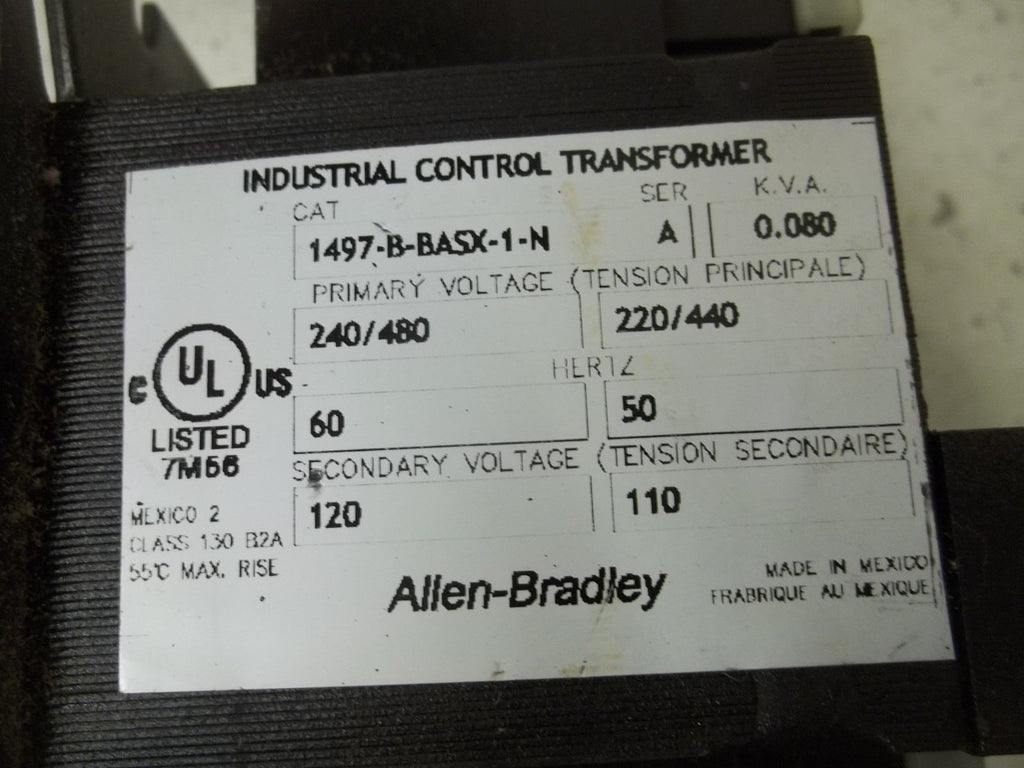 INDUSTRIAL CONTROL TRANSFORMER
CAT SER K.V.A.
1497-B-BASX-1-N A 0.080
PRIMARY VOLTAGE (TENSION PRINCIPALE)
240/480 220/440
HERTZ
60 50
SECONDARY VOLTAGE (TENSION SECONDAIRE)
120 110
C UL US
LISTED
7M56
MEXICO 2
CLASS 130 B2A
55°C MAX. RISE
Allen-Bradley
MADE IN MEXICO
FRABRIQUE AU MEXIQUE